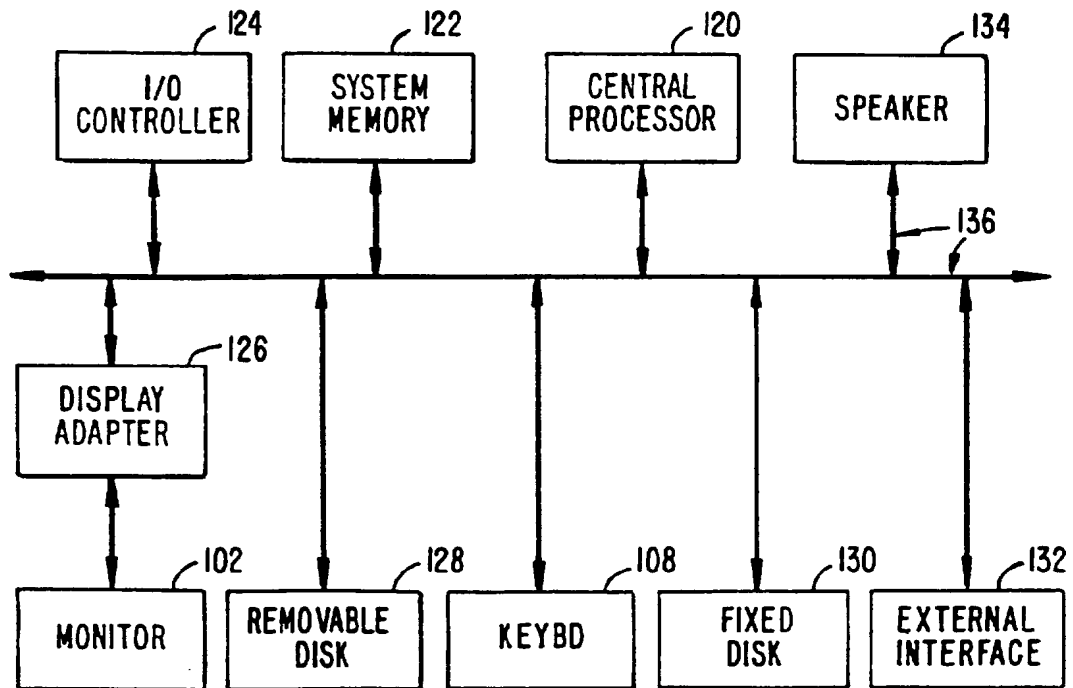 124
122
120
134
I/O
CONTROLLER
SYSTEM
MEMORY
CENTRAL
PROCESSOR
SPEAKER
136
126
DISPLAY
ADAPTER
102
128
108
130
132
MONITOR
REMOVABLE
DISK
KEYBD
FIXED
DISK
EXTERNAL
INTERFACE